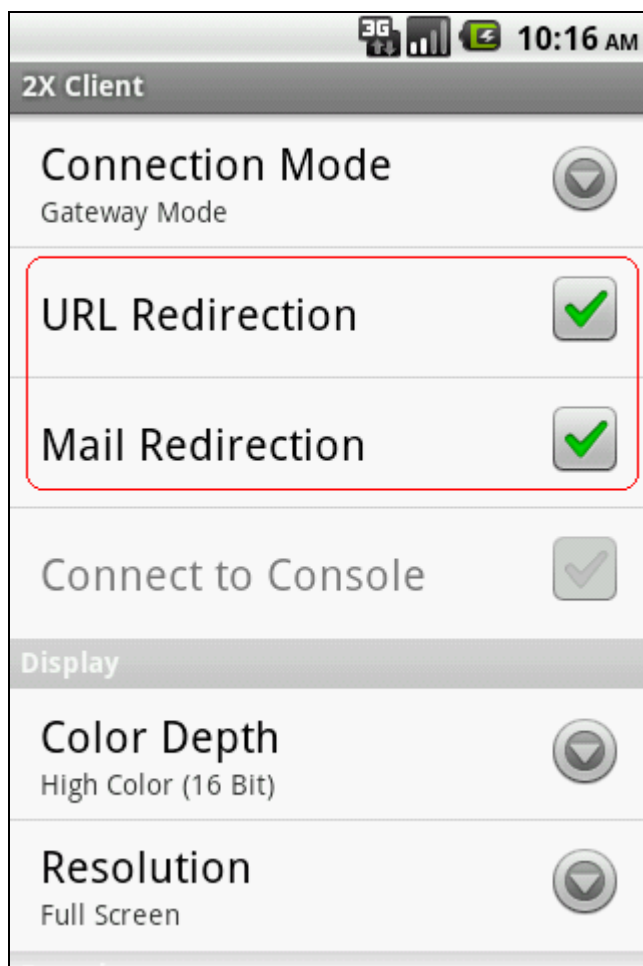 3G 10:16 AM
2X Client
Connection Mode
Gateway Mode
URL Redirection
Mail Redirection
Connect to Console
Display
Color Depth
High Color (16 Bit)
Resolution
Full Screen